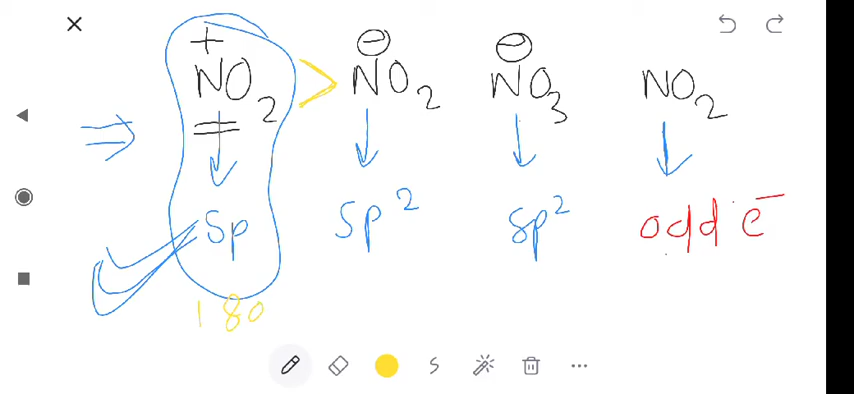 ⇒ NO₂⁺ > NO₂⊖ NO₃⊖ NO₂
↓ ↓ ↓ ↓
Sp Sp² Sp² odd e⁻
180